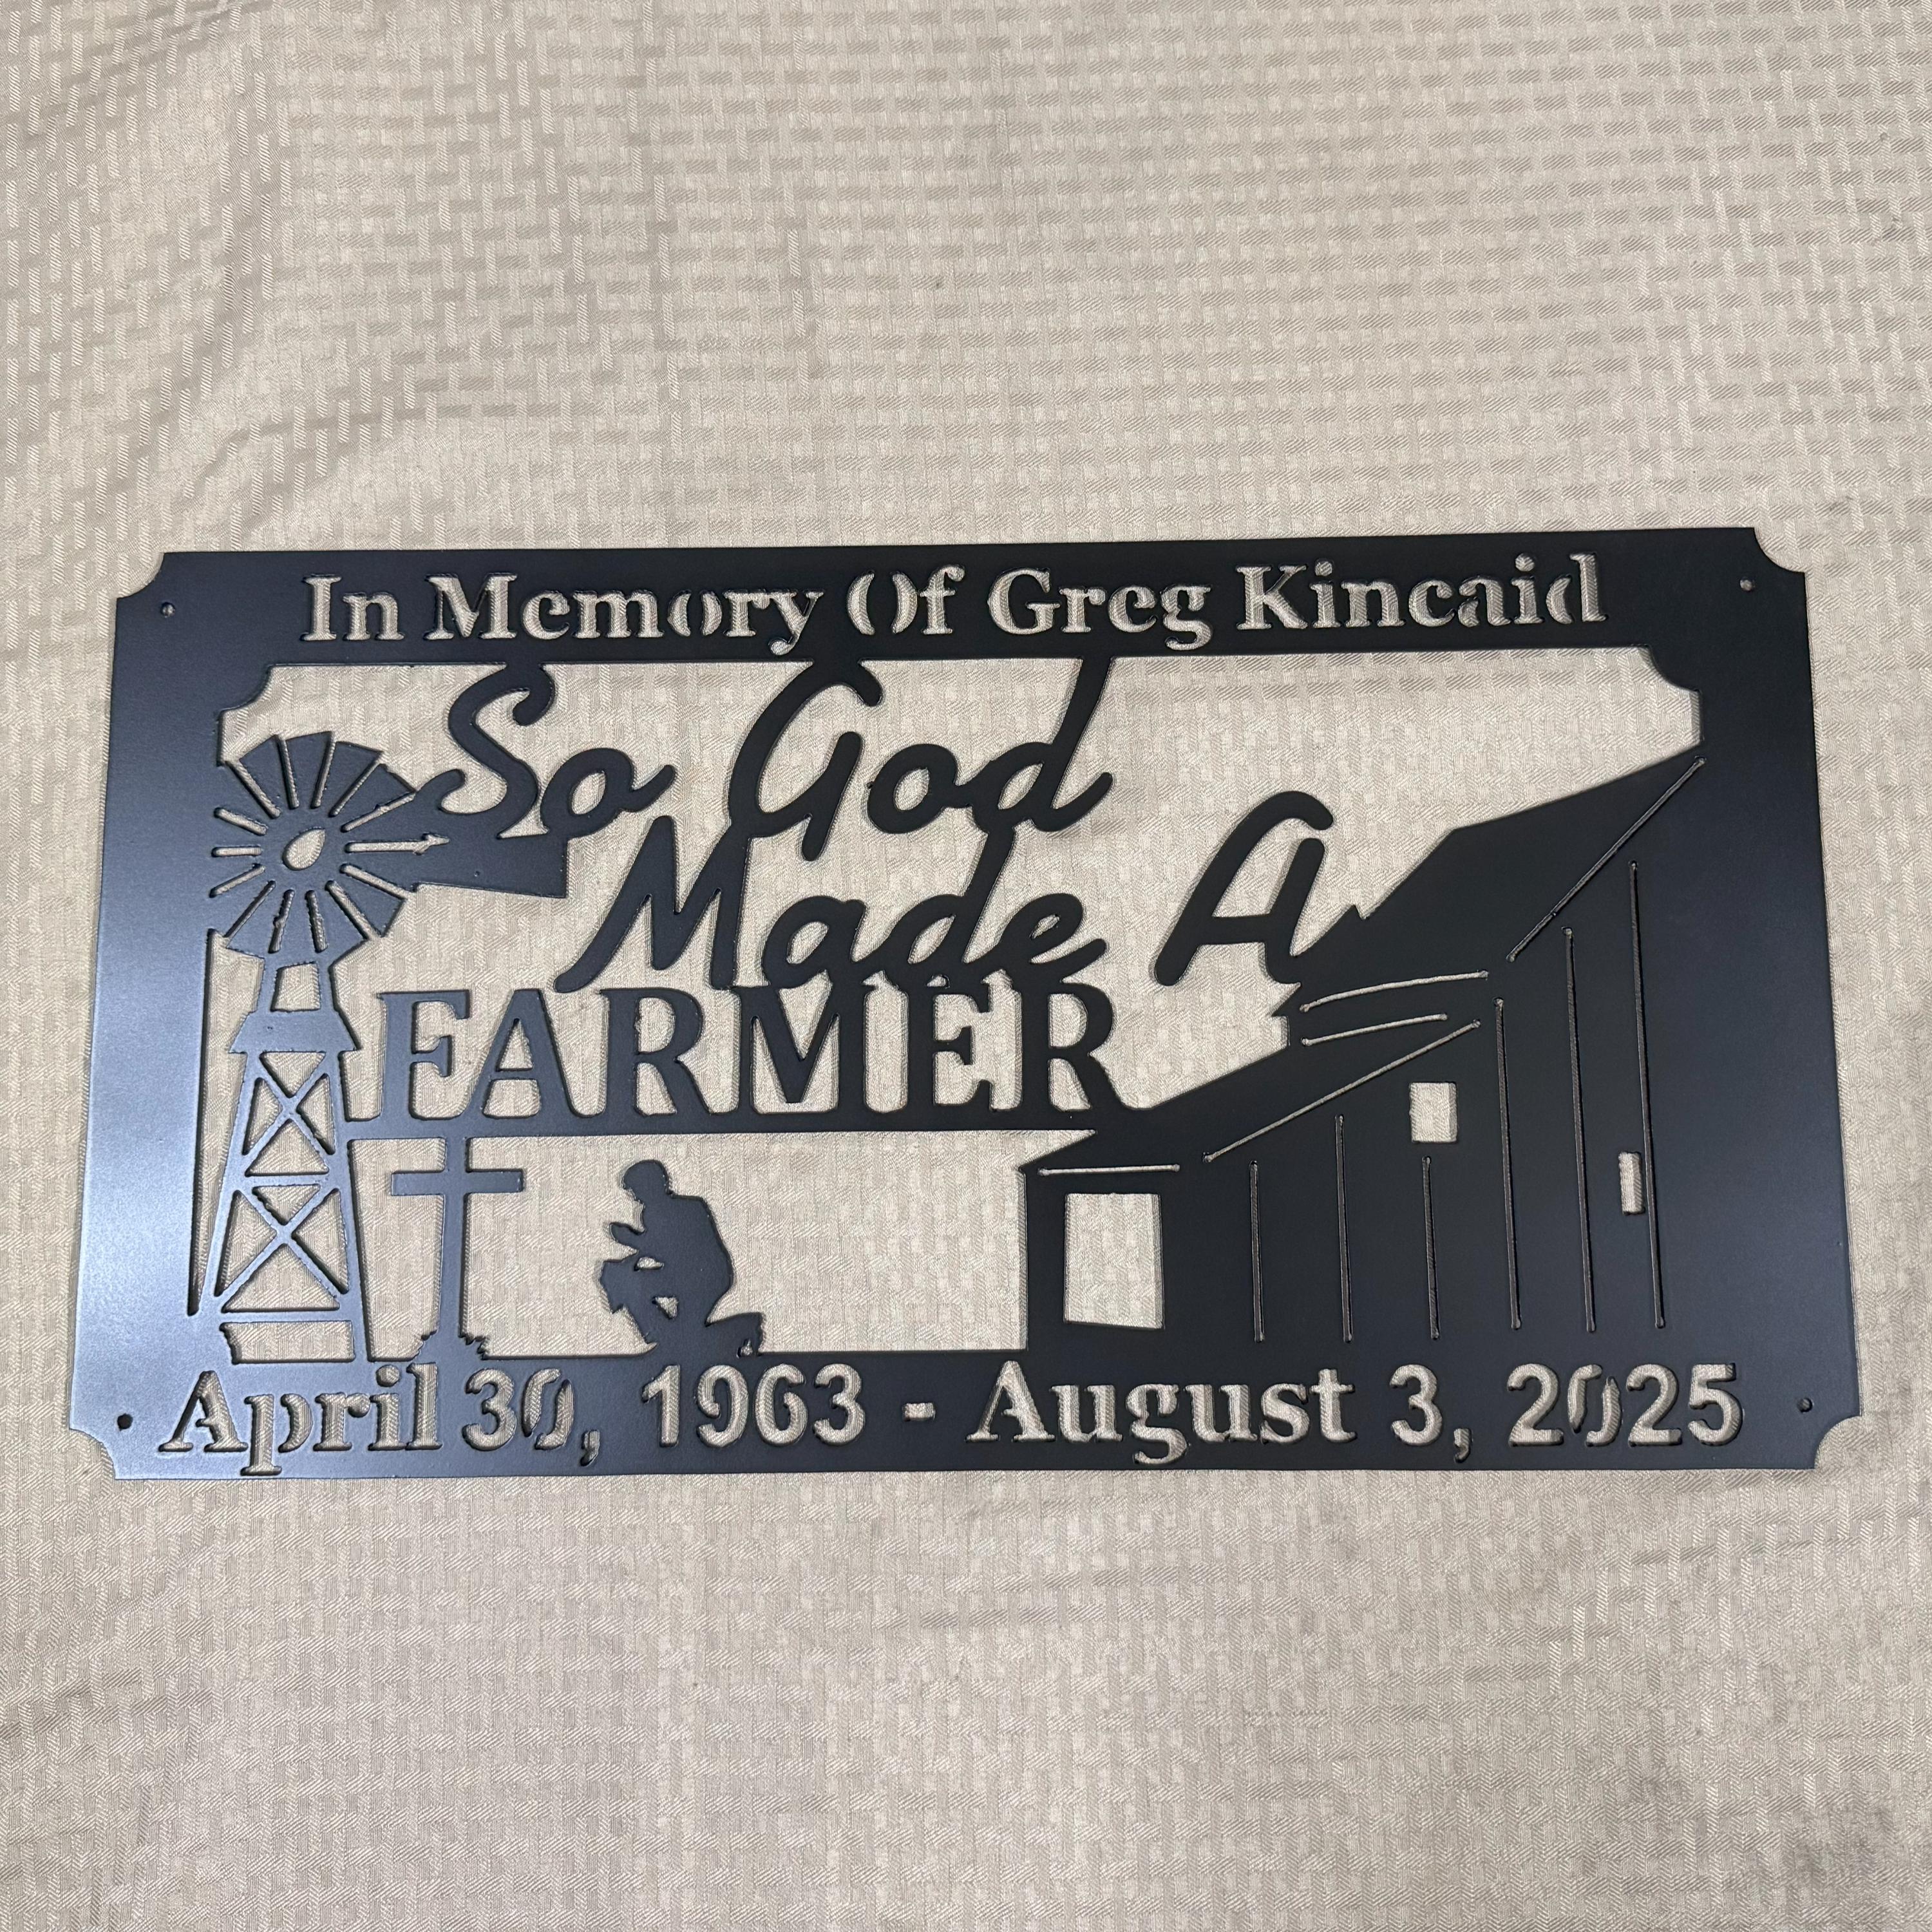 In Memory Of Greg Kincaid
So God
Made A
FARMER
April 30, 1963 - August 3, 2025